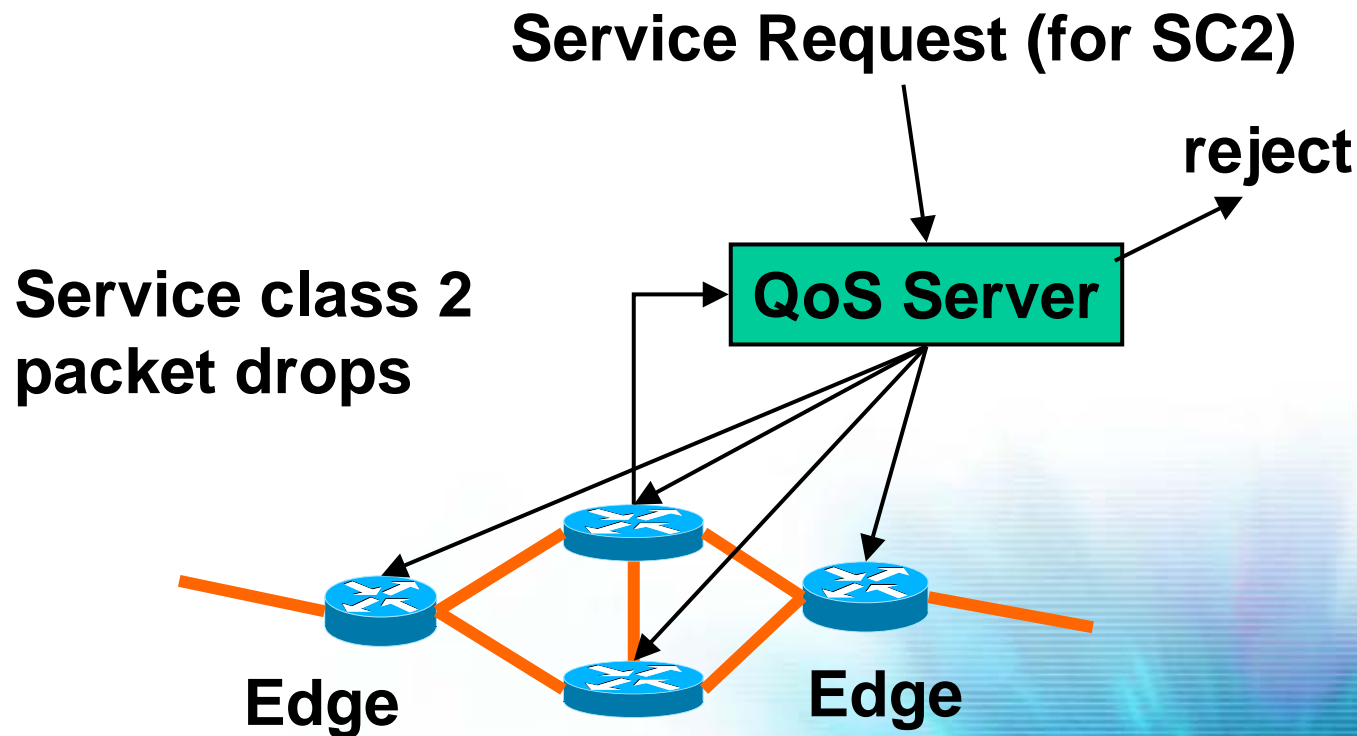 Service Request (for SC2)
reject
QoS Server
Service class 2
packet drops
Edge
Edge